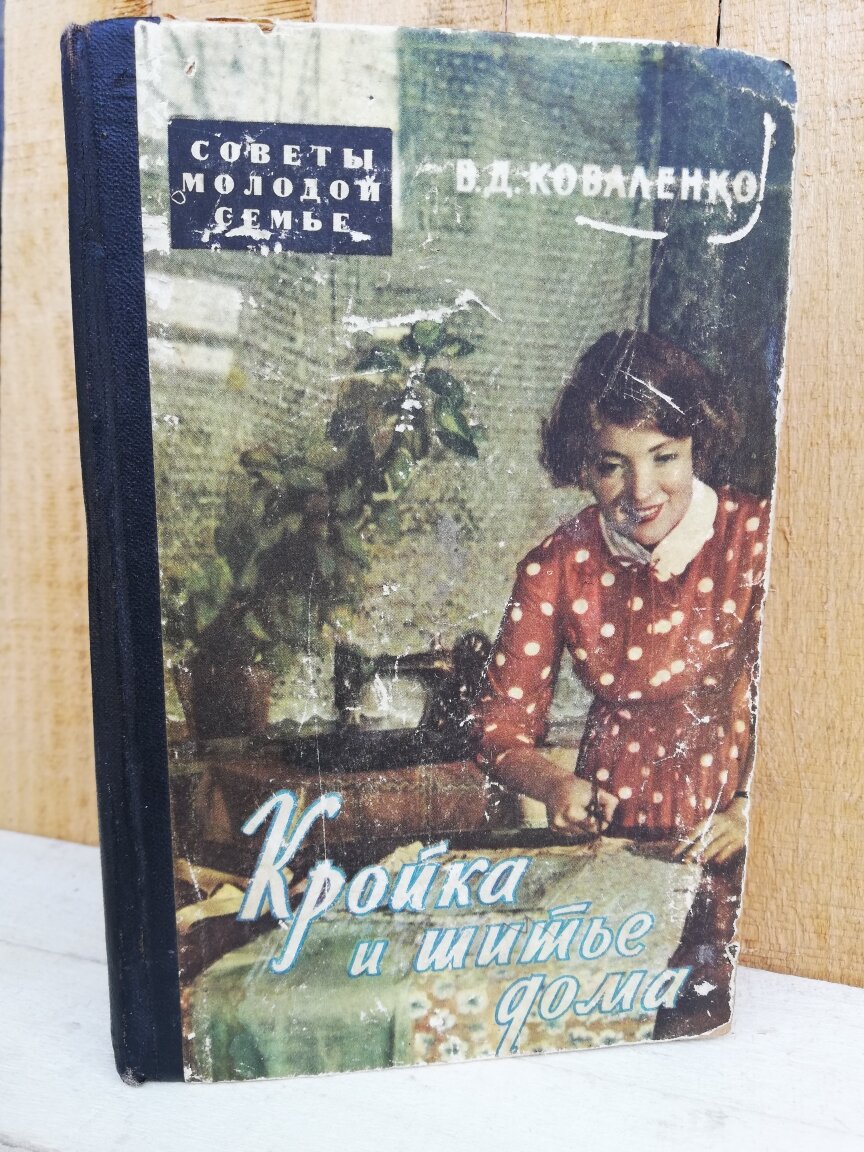 СОВЕТЫ
МОЛОДОЙ
СЕМЬЕ
В.Д. КОВАЛЕНКО
Кройка
и шитье
дома